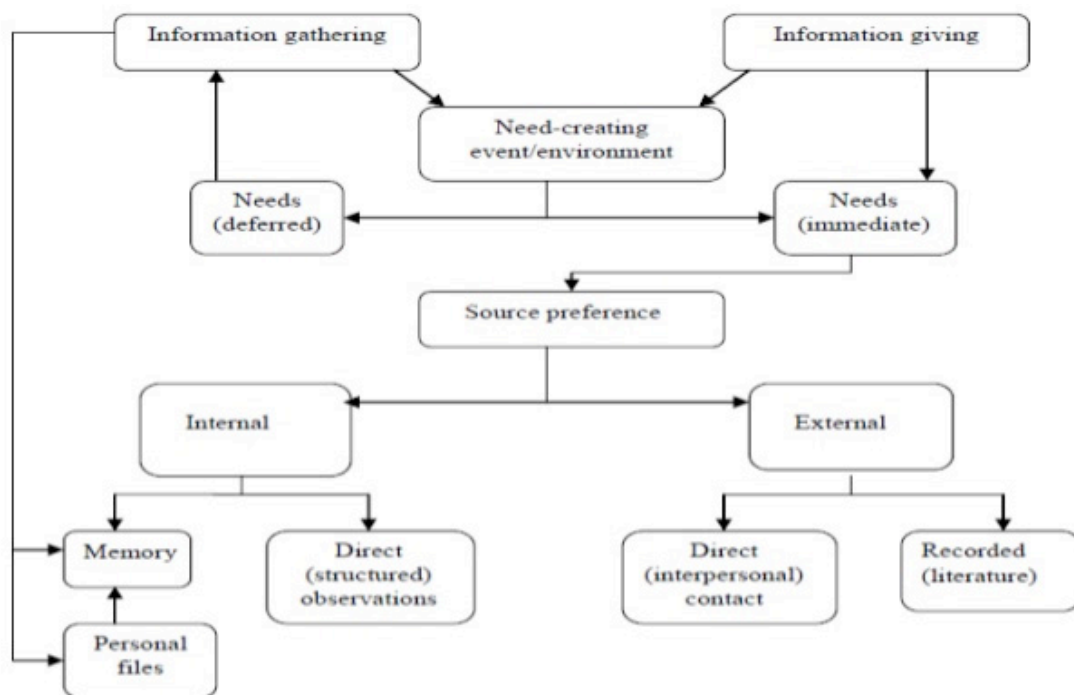 Information gathering
Information giving
Need-creating
event/environment
Needs
(deferred)
Needs
(immediate)
Source preference
Internal
External
Memory
Direct
(structured)
observations
Direct
(interpersonal)
contact
Recorded
(literature)
Personal
files